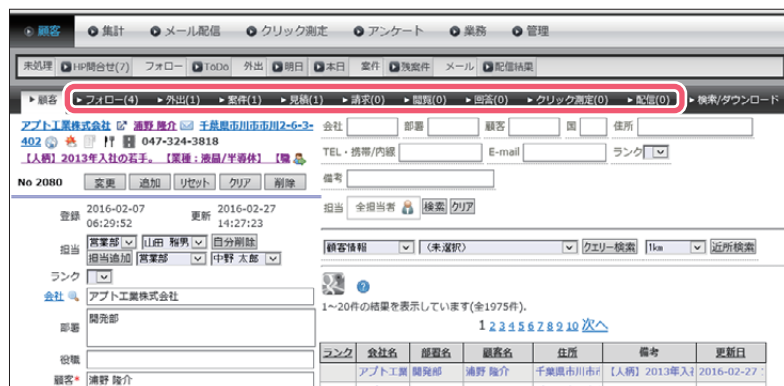 顧客 集計 メール配信 クリック測定 アンケート 業務 管理
未処理 HP問合せ(7) フォロー ToDo 外出 明日 本日 案件 残案件 メール 配信結果
顧客 フォロー(4) 外出(1) 案件(1) 見積(1) 請求(0) 閲覧(0) 回答(0) クリック測定(0) 配信(0) 検索/ダウンロード
アプト工業株式会社 浦野 隆介 千葉県市川市市川2-6-3-
402 047-324-3818
【人柄】2013年入社の若手。 【業種:液晶/半導体】 【職
No 2080 変更 追加 リセット クリア 削除
登録 2016-02-07 06:29:52 更新 2016-02-27 14:27:23
担当 営業部 山田 雅男 自分削除
担当追加 営業部 中野 太郎
ランク
会社 アプト工業株式会社
部署 開発部
役職
顧客* 浦野 隆介
会社 部署 顧客 国 住所
TEL・携帯/内線 E-mail ランク
備考
担当 全担当者 検索 クリア
顧客情報 (未選択) クエリー検索 1km 近所検索
1～20件の結果を表示しています(全1975件).
1 2 3 4 5 6 7 8 9 10 次へ
ランク 会社名 部署名 顧客名 住所 備考 更新日
アプト工業 開発部 浦野 隆介 千葉県市川市市 【人柄】2013年入社 2016-02-27